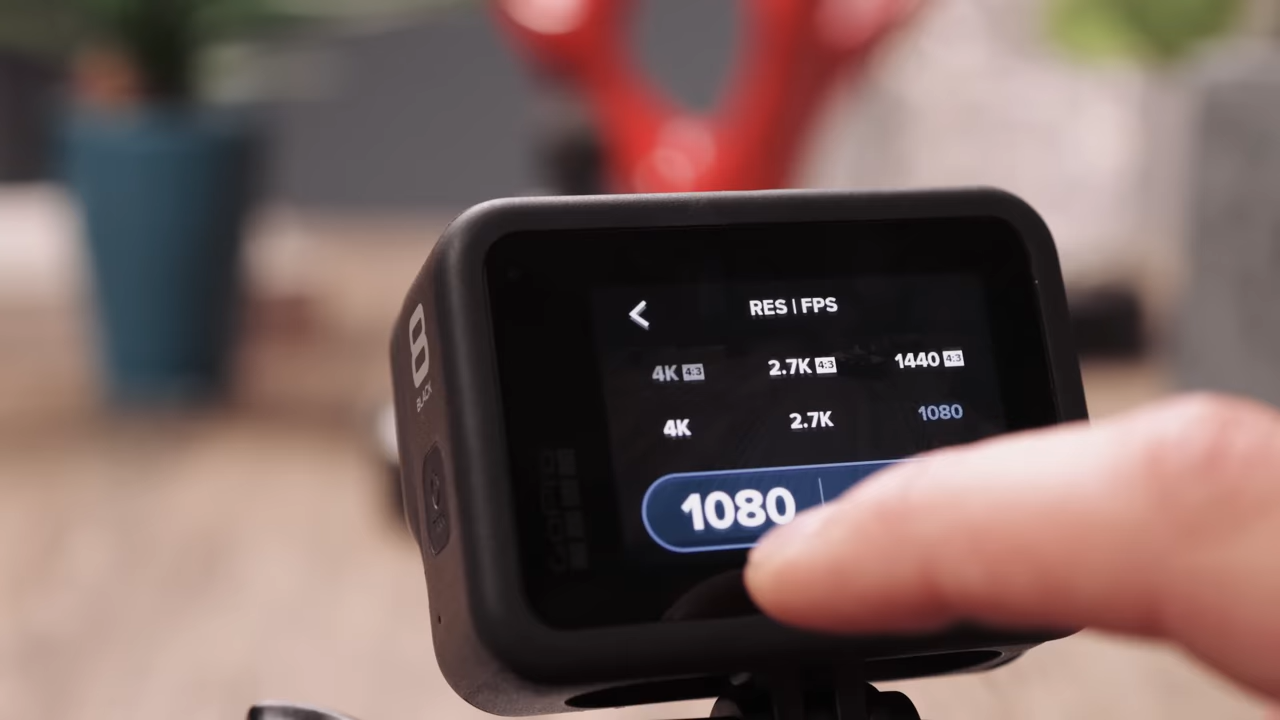 RES | FPS
4K 4:3 2.7K 4:3 1440 4:3
4K 2.7K 1080
1080
8
BLACK